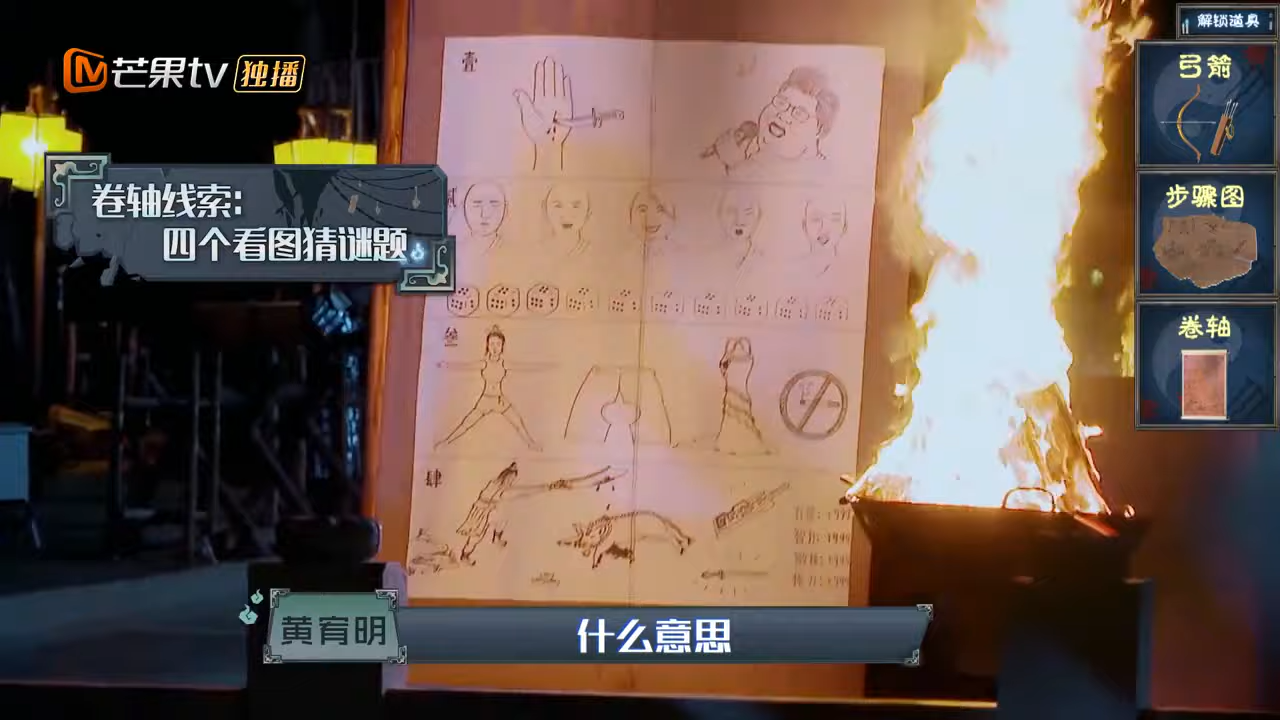 芒果tv 独播
解锁道具
弓箭
步骤图
卷轴
卷轴线索:
四个看图猜谜题
壹
叁
肆
黄宥明
什么意思